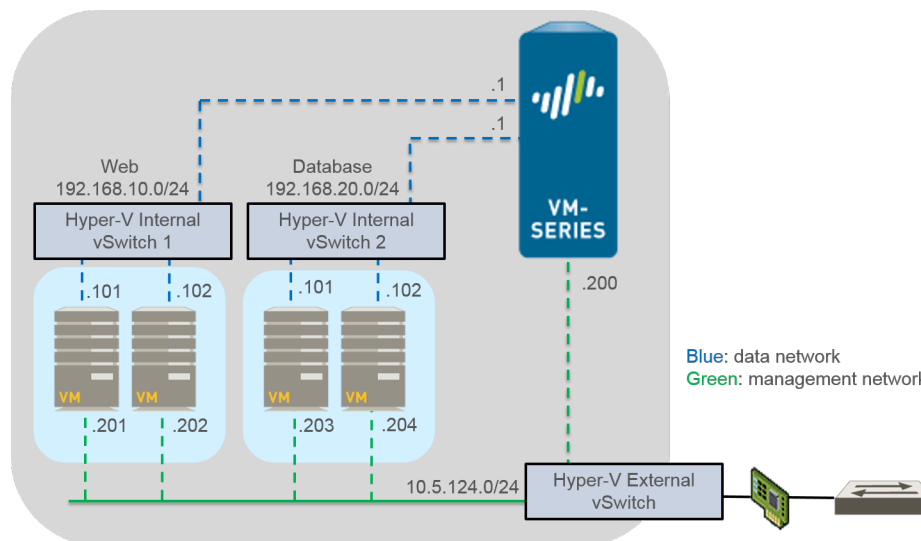 .1
.1
Web
192.168.10.0/24
Database
192.168.20.0/24
Hyper-V Internal
vSwitch 1
Hyper-V Internal
vSwitch 2
VM-
SERIES
.101
.102
.101
.102
.200
VM
VM
VM
VM
.201
.202
.203
.204
Blue: data network
Green: management network
10.5.124.0/24
Hyper-V External
vSwitch